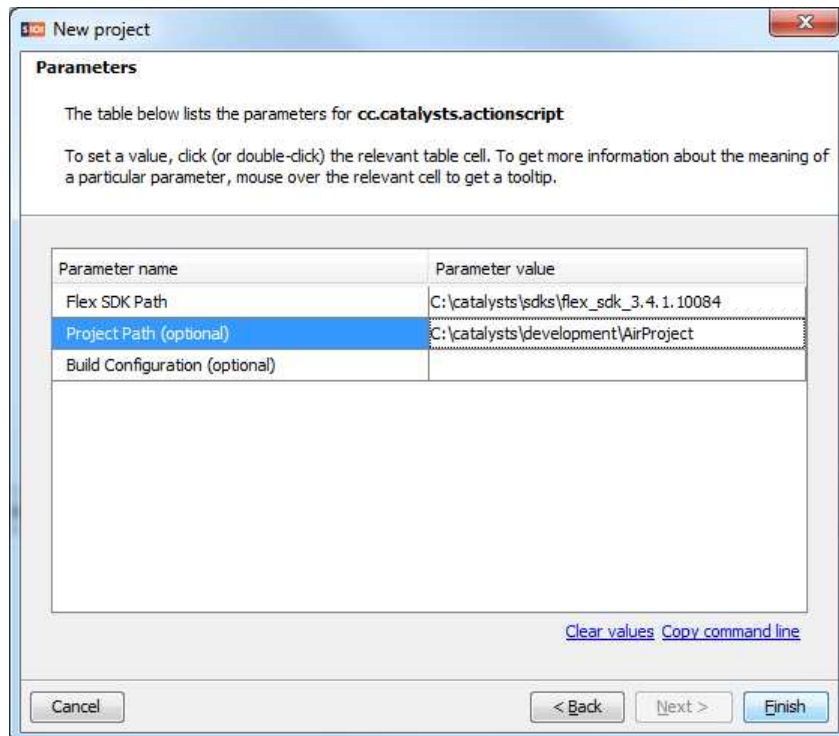 New project
Parameters
The table below lists the parameters for cc.catalysts.actionscript
To set a value, click (or double-click) the relevant table cell. To get more information about the meaning of
a particular parameter, mouse over the relevant cell to get a tooltip.
Parameter name Parameter value
Flex SDK Path C:\catalysts\sdks\flex_sdk_3.4.1.10084
Project Path (optional) C:\catalysts\development\AirProject
Build Configuration (optional)
Clear values Copy command line
Cancel < Back Next > Finish